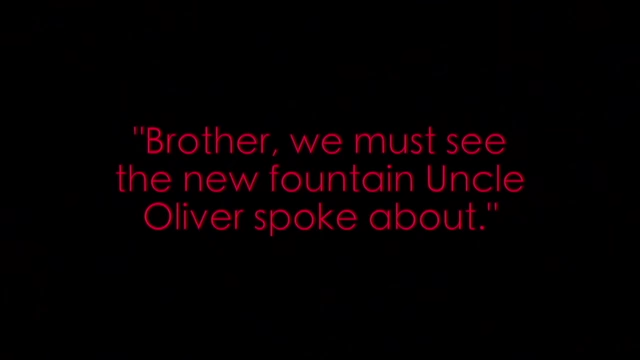 "Brother, we must see
the new fountain Uncle
Oliver spoke about."